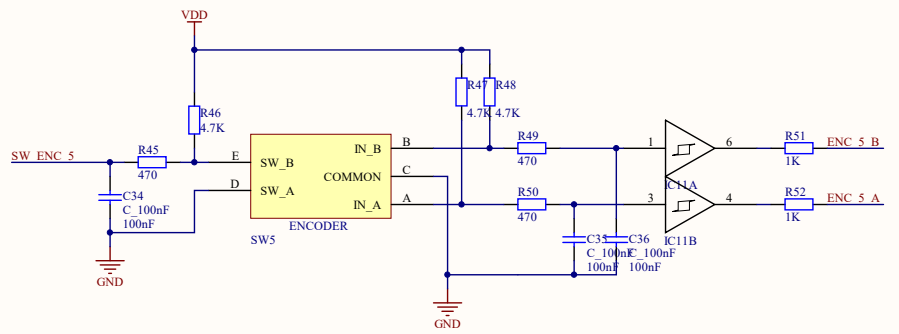 VDD
R46
4.7K
R47
4.7K
R48
4.7K
SW_ENC_5
R45
470
E
D
SW_B
SW_A
IN_B
COMMON
IN_A
B
C
A
ENCODER
SW5
C34
C_100nF
100nF
GND
R49
470
R50
470
1
6
IC11A
3
4
IC11B
C35
C_100nF
100nF
C36
C_100nF
100nF
R51
1K
ENC_5_B
R52
1K
ENC_5_A
GND